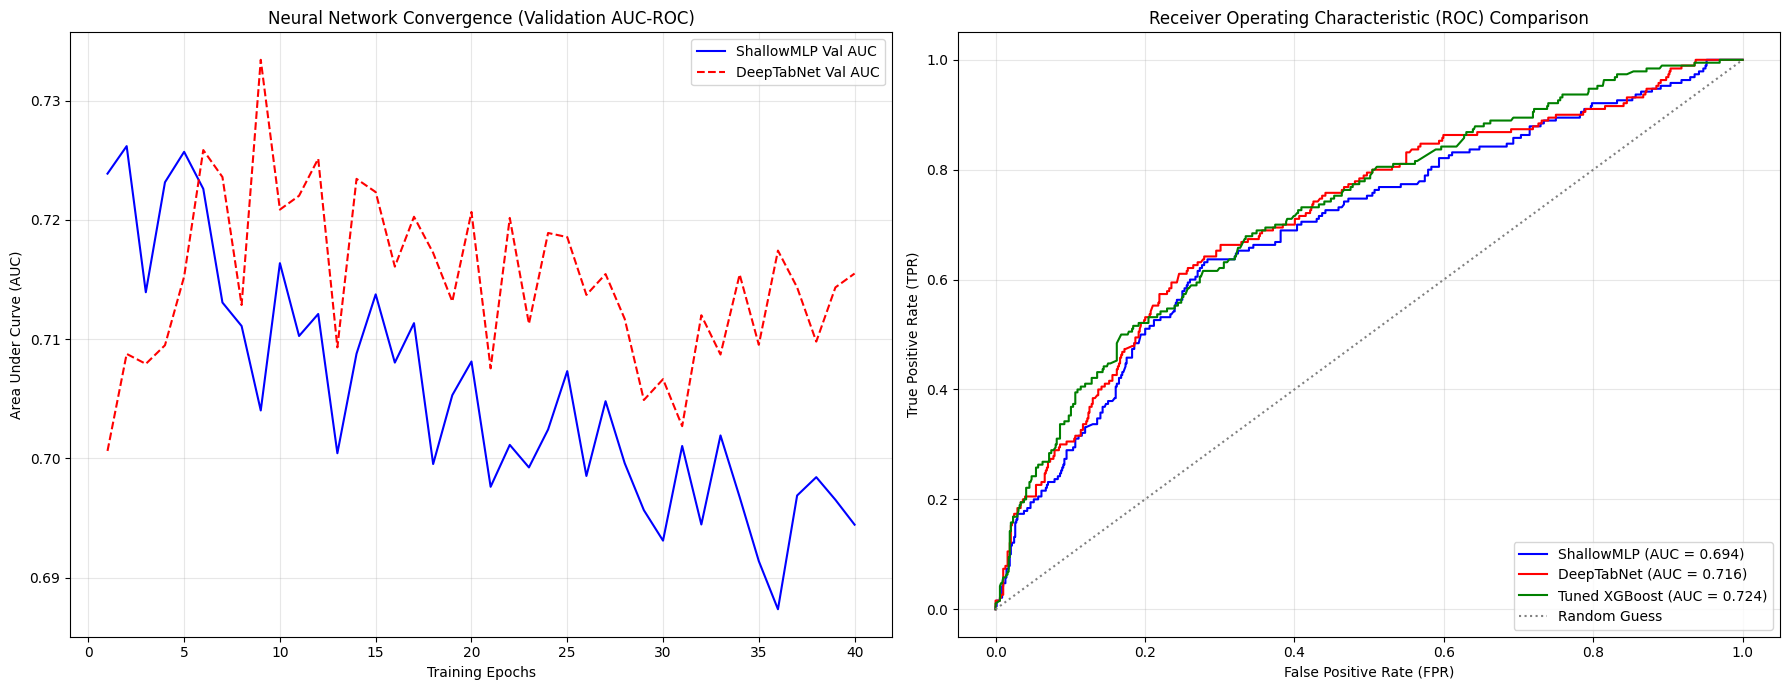 Neural Network Convergence (Validation AUC-ROC)
ShallowMLP Val AUC
DeepTabNet Val AUC
Area Under Curve (AUC)
0.73
0.72
0.71
0.70
0.69
0 5 10 15 20 25 30 35 40
Training Epochs
Receiver Operating Characteristic (ROC) Comparison
True Positive Rate (TPR)
1.0
0.8
0.6
0.4
0.2
0.0
ShallowMLP (AUC = 0.694)
DeepTabNet (AUC = 0.716)
Tuned XGBoost (AUC = 0.724)
Random Guess
0.0 0.2 0.4 0.6 0.8 1.0
False Positive Rate (FPR)